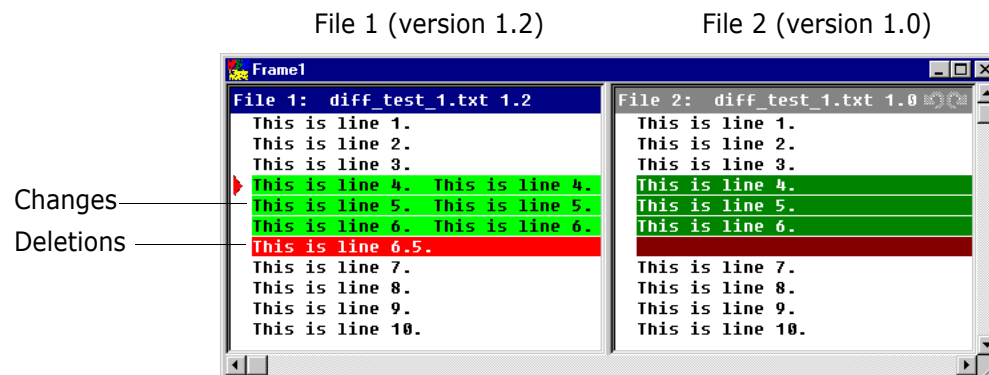 File 1 (version 1.2)
File 2 (version 1.0)
Frame1
File 1:  diff_test_1.txt 1.2
This is line 1.
This is line 2.
This is line 3.
This is line 4.  This is line 4.
This is line 5.  This is line 5.
This is line 6.  This is line 6.
This is line 6.5.
This is line 7.
This is line 8.
This is line 9.
This is line 10.
File 2:  diff_test_1.txt 1.0
This is line 1.
This is line 2.
This is line 3.
This is line 4.
This is line 5.
This is line 6.
This is line 7.
This is line 8.
This is line 9.
This is line 10.
Changes
Deletions